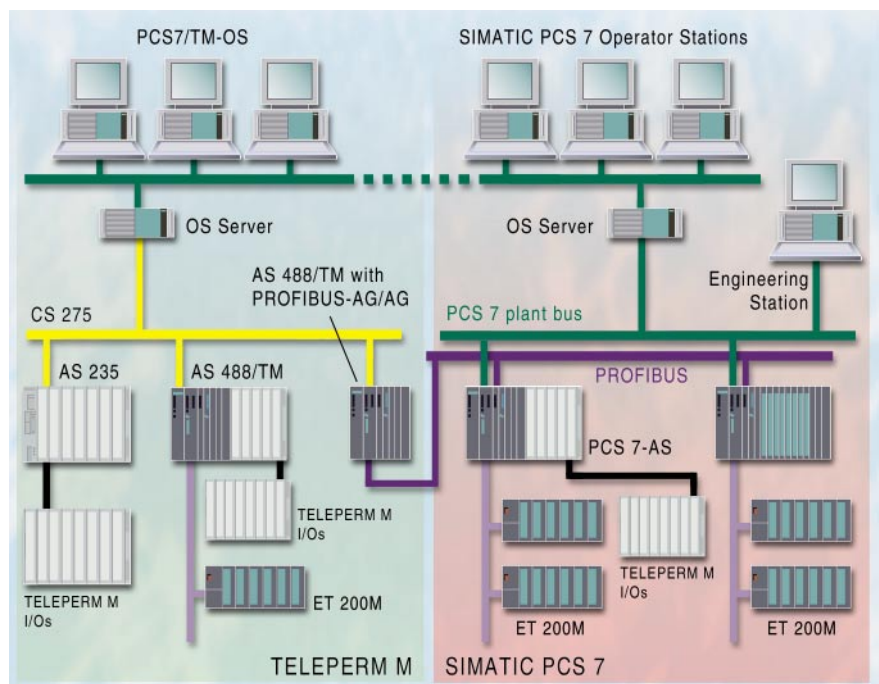 PCS7/TM-OS
SIMATIC PCS 7 Operator Stations
OS Server
OS Server
AS 488/TM with
PROFIBUS-AG/AG
Engineering
Station
CS 275
PCS 7 plant bus
AS 235
AS 488/TM
PROFIBUS
PCS 7-AS
TELEPERM M
I/Os
TELEPERM M
I/Os
TELEPERM M
I/Os
ET 200M
ET 200M
ET 200M
TELEPERM M
SIMATIC PCS 7